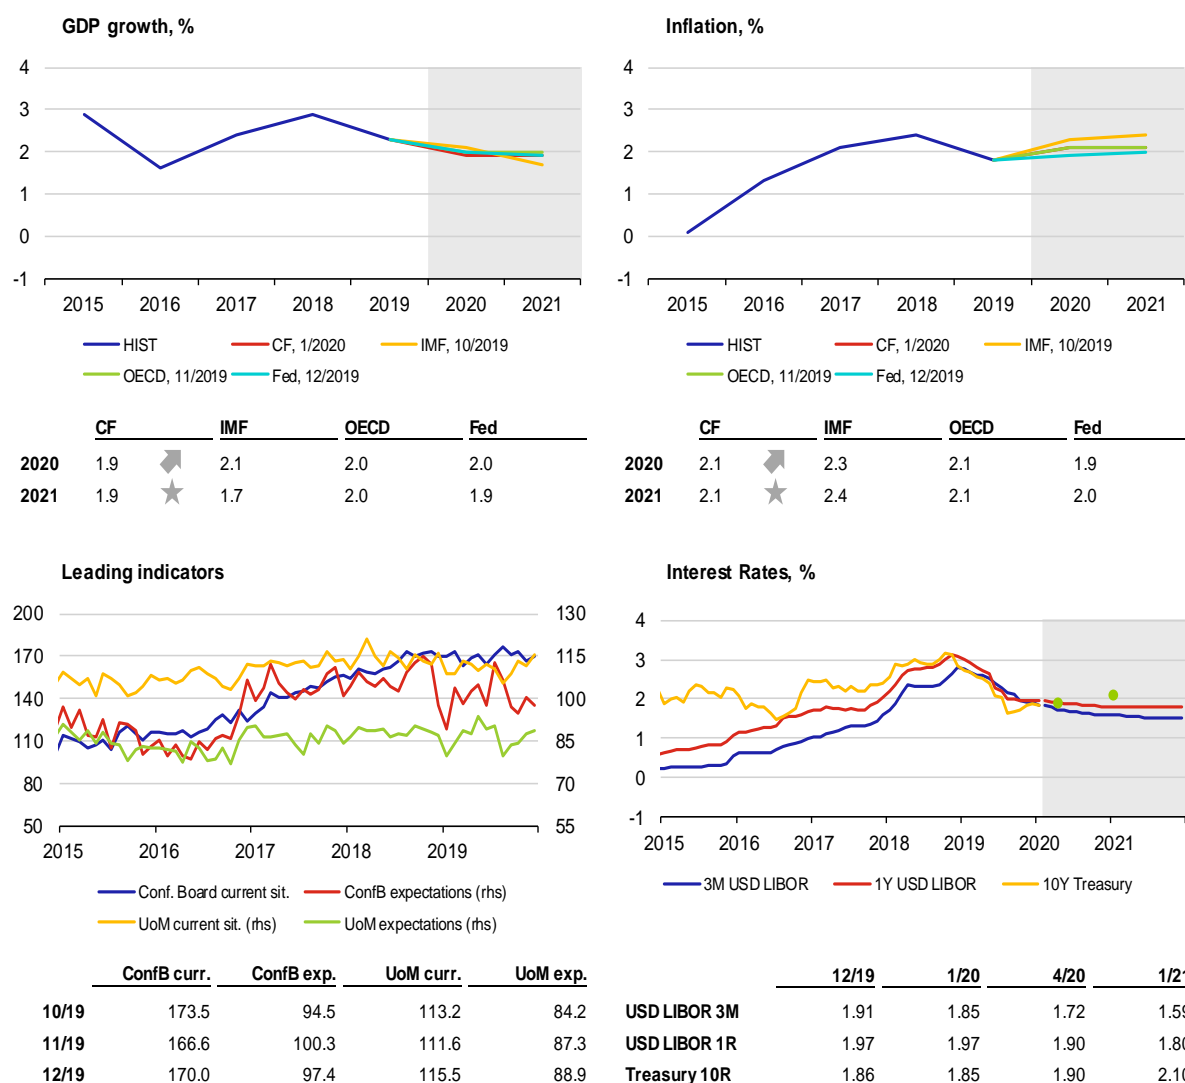 GDP growth, %
4
3
2
1
0
-1
2015 2016 2017 2018 2019 2020 2021
HIST CF, 1/2020 IMF, 10/2019
OECD, 11/2019 Fed, 12/2019
CF IMF OECD Fed
2020 1.9 2.1 2.0 2.0
2021 1.9 1.7 2.0 1.9
Inflation, %
4
3
2
1
0
-1
2015 2016 2017 2018 2019 2020 2021
HIST CF, 1/2020 IMF, 10/2019
OECD, 11/2019 Fed, 12/2019
CF IMF OECD Fed
2020 2.1 2.3 2.1 1.9
2021 2.1 2.4 2.1 2.0
Leading indicators
200 130
170 115
140 100
110 85
80 70
50 55
2015 2016 2017 2018 2019
Conf. Board current sit. ConfB expectations (rhs)
UoM current sit. (rhs) UoM expectations (rhs)
ConfB curr. ConfB exp. UoM curr. UoM exp.
10/19 173.5 94.5 113.2 84.2
11/19 166.6 100.3 111.6 87.3
12/19 170.0 97.4 115.5 88.9
Interest Rates, %
4
3
2
1
0
-1
2015 2016 2017 2018 2019 2020 2021
3M USD LIBOR 1Y USD LIBOR 10Y Treasury
12/19 1/20 4/20 1/21
USD LIBOR 3M 1.91 1.85 1.72 1.59
USD LIBOR 1R 1.97 1.97 1.90 1.80
Treasury 10R 1.86 1.85 1.90 2.10